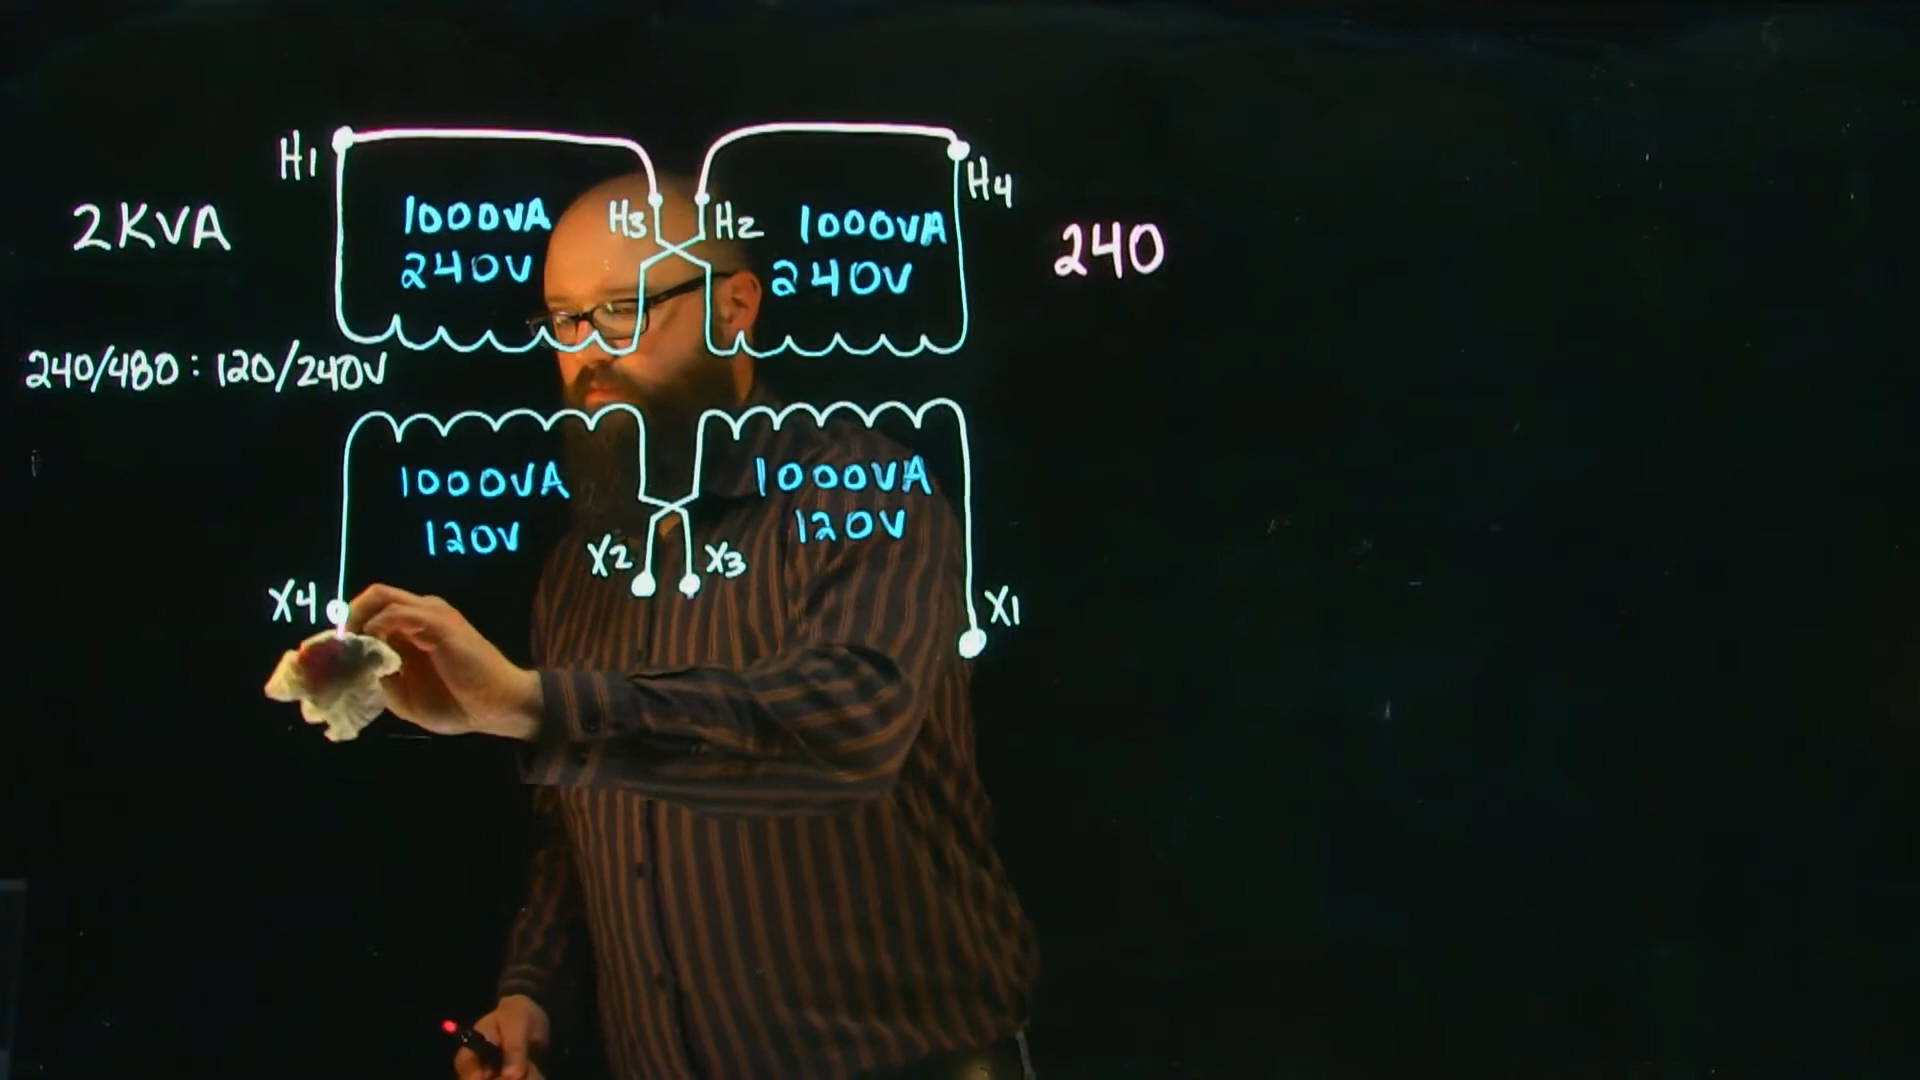 H1
H4
2KVA
1000VA
240V
H3
H2
1000VA
240V
240
240/480 : 120/240V
1000VA
120V
1000VA
120V
X2
X3
X4
X1